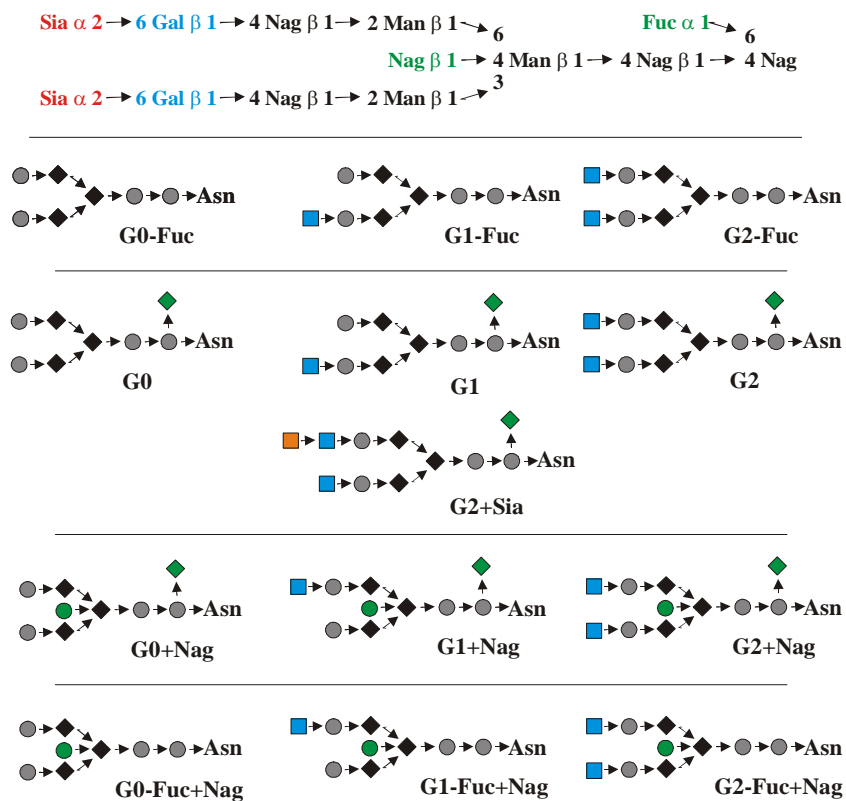 Sia α 2 6 Gal β 1 4 Nag β 1 2 Man β 1 6 Fuc α 1 6
Nag β 1 4 Man β 1 4 Nag β 1 4 Nag
3
Sia α 2 6 Gal β 1 4 Nag β 1 2 Man β 1
Asn Asn Asn
G0-Fuc G1-Fuc G2-Fuc
Asn Asn Asn
G0 G1 G2
Asn
G2+Sia
Asn Asn Asn
G0+Nag G1+Nag G2+Nag
Asn Asn Asn
G0-Fuc+Nag G1-Fuc+Nag G2-Fuc+Nag